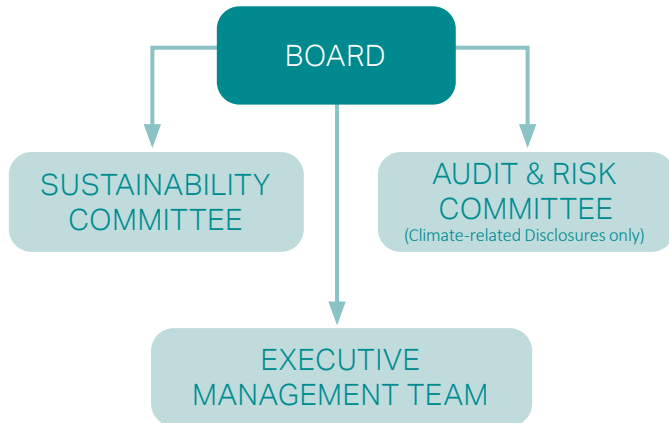 BOARD
SUSTAINABILITY
COMMITTEE
AUDIT & RISK
COMMITTEE
(Climate-related Disclosures only)
EXECUTIVE
MANAGEMENT TEAM